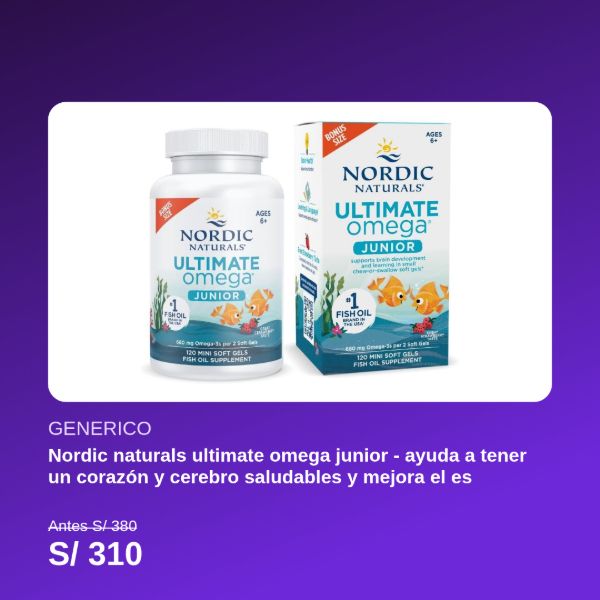 BONUS
SIZE
AGES
6+
NORDIC
NATURALS®
ULTIMATE
omega®
JUNIOR
#1
FISH OIL
BRAND IN
THE USA*
680 mg Omega-3s per 2 Soft Gels
120 MINI SOFT GELS
FISH OIL SUPPLEMENT
BONUS
SIZE
AGES
6+
NORDIC
NATURALS®
ULTIMATE
omega®
JUNIOR
supports brain development
and learning in small
chew-or-swallow soft gels*
#1
FISH OIL
BRAND IN
THE USA*
680 mg Omega-3s per 2 Soft Gels
120 MINI SOFT GELS
FISH OIL SUPPLEMENT
GENERICO
Nordic naturals ultimate omega junior - ayuda a tener
un corazón y cerebro saludables y mejora el es
Antes S/ 380
S/ 310